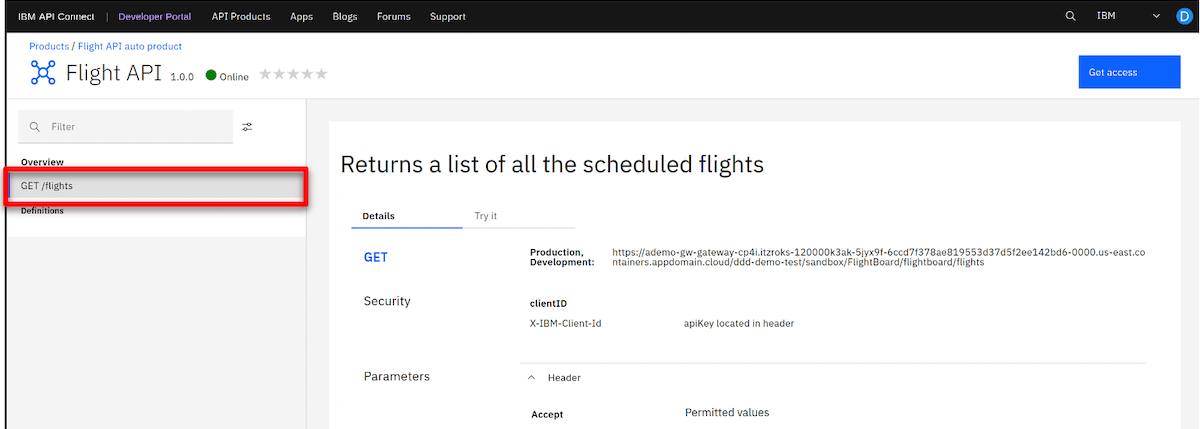 IBM API Connect | Developer Portal API Products Apps Blogs Forums Support IBM D
Products / Flight API auto product
Flight API 1.0.0 Online Get access
Filter
Overview
GET /flights
Definitions
Returns a list of all the scheduled flights
Details Try it
GET
Production, Development:
https://ademo-gw-gateway-cp4i.itzroks-120000k3ak-5jyx9f-6ccd7f378ae819553d37d5f2ee142bd6-0000.us-east.co
ntainers.appdomain.cloud/ddd-demo-test/sandbox/FlightBoard/flightboard/flights
Security
clientID
X-IBM-Client-Id apiKey located in header
Parameters
Header
Accept Permitted values